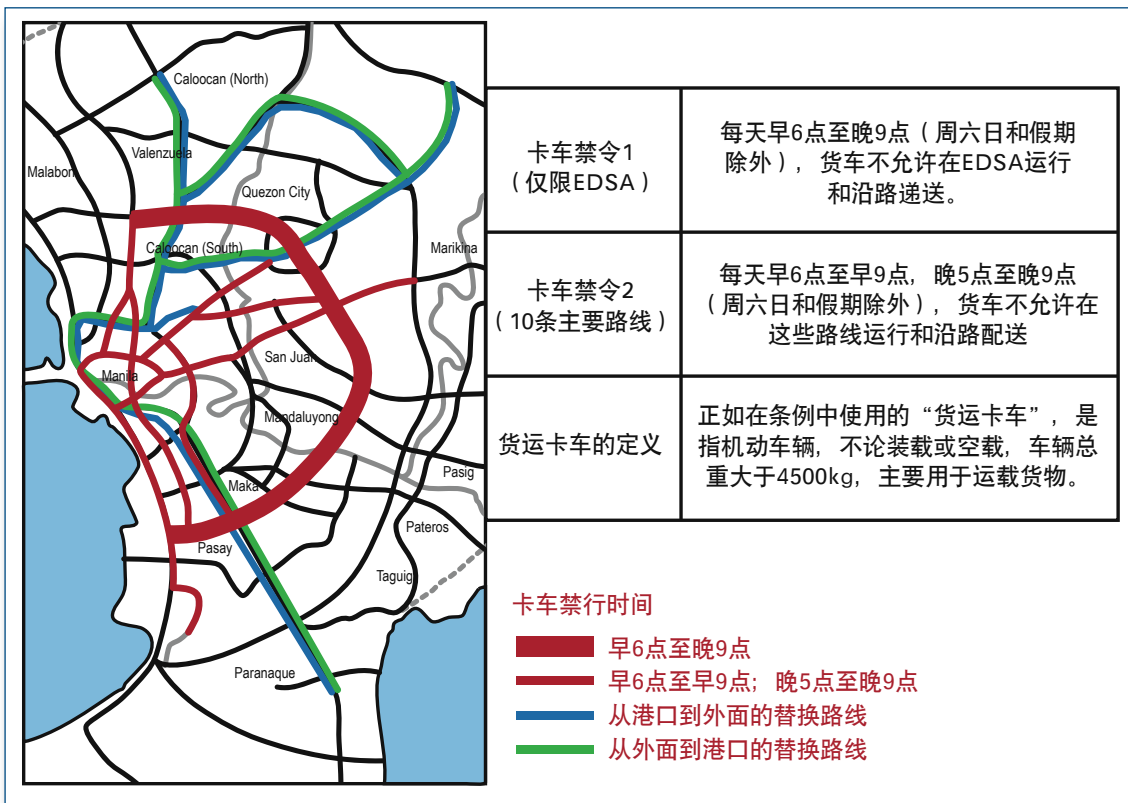 Caloocan (North)
Valenzuela
Malabon
Quezon City
Caloocan (South)
Marikina
San Juan
Manila
Mandaluyong
Pasig
Maka
Pateros
Pasay
Taguig
Paranaque
卡车禁令1
（仅限EDSA）
每天早6点至晚9点（周六日和假期
除外），货车不允许在EDSA运行
和沿路递送。
卡车禁令2
（10条主要路线）
每天早6点至早9点，晚5点至晚9点
（周六日和假期除外），货车不允许在
这些路线运行和沿路配送
货运卡车的定义
正如在条例中使用的“货运卡车”，是
指机动车辆，不论装载或空载，车辆总
重大于4500kg，主要用于运载货物。
卡车禁行时间
早6点至晚9点
早6点至早9点；晚5点至晚9点
从港口到外面的替换路线
从外面到港口的替换路线